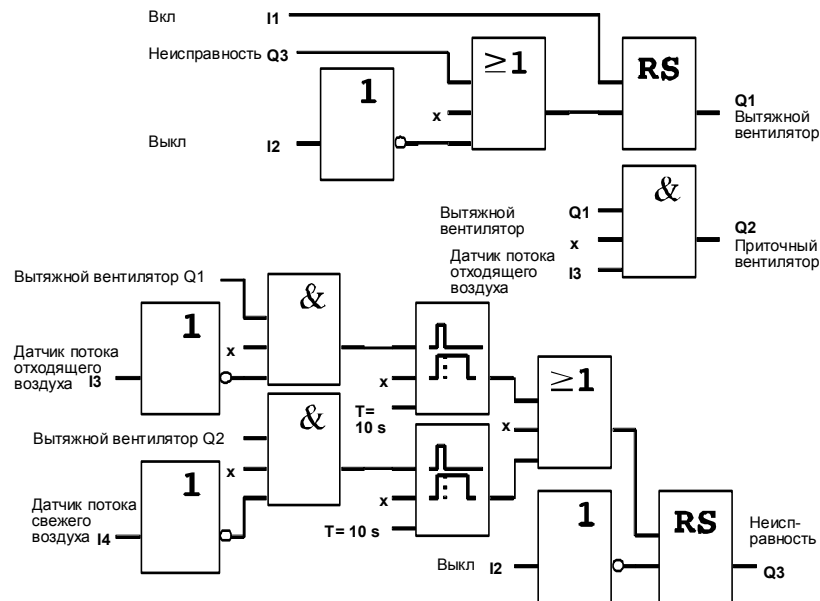 Вкл I1
Неисправность Q3
≥1
RS
1
x
Q1
Вытяжной
вентилятор
Выкл I2
&
Вытяжной Q1
вентилятор
x
Датчик потока
отходящего
воздуха I3
Q2
Приточный
вентилятор
Вытяжной вентилятор Q1
&
1
x
Датчик потока
отходящего
воздуха I3
x
T=
10 s
≥1
x
&
Вытяжной вентилятор Q2
x
1
Датчик потока
свежего
воздуха I4
x
T= 10 s
1
RS
Выкл I2
Неисп-
равность
Q3